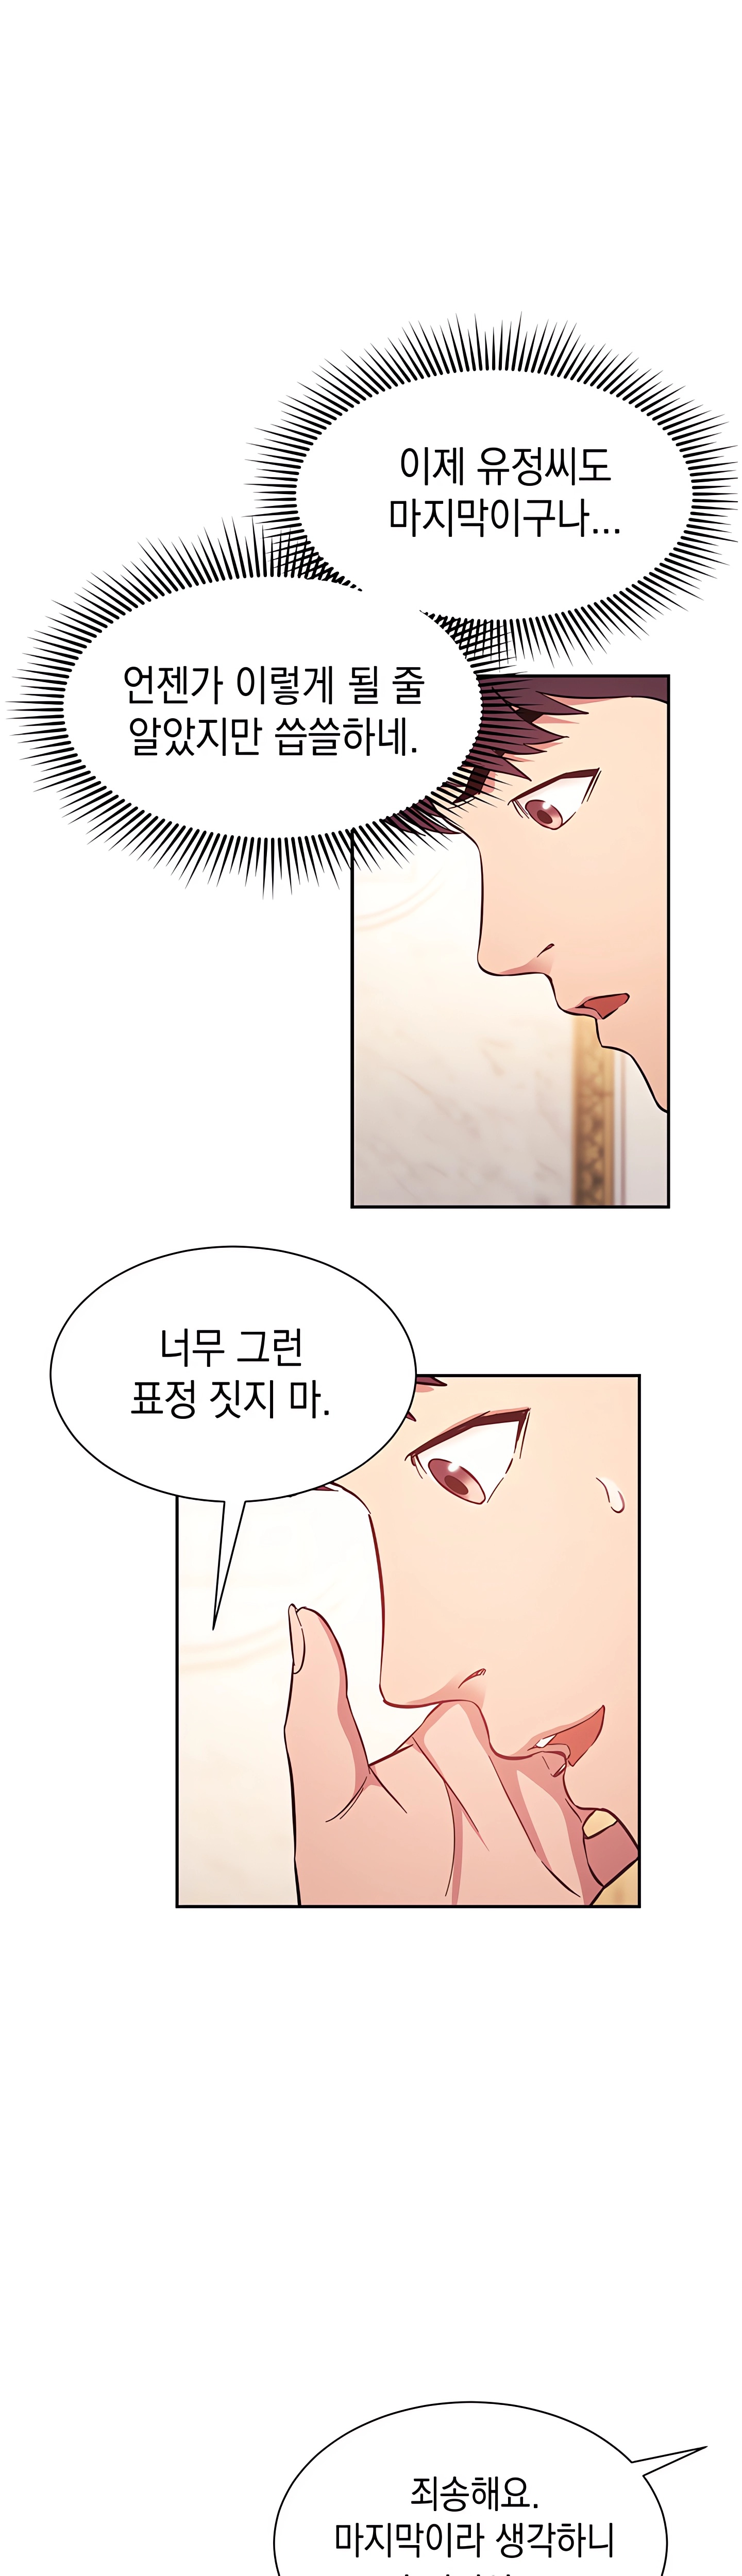 이제 유정씨도
마지막이구나...
언젠가 이렇게 될 줄
알았지만 씁쓸하네.
너무 그런
표정 짓지 마.
죄송해요.
마지막이라 생각하니